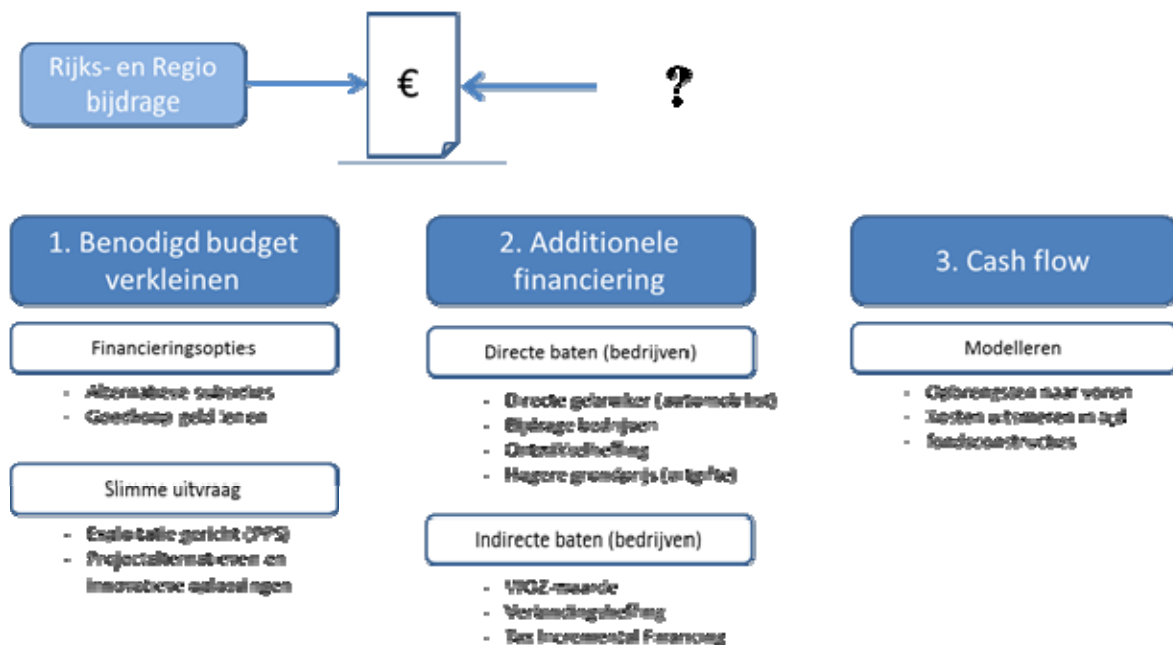 Rijks- en Regio
bijdrage
€
?
1. Benodigd budget
verkleinen
Financieringsopties
- Alternatieve subsidies
- Goedkoop geld lenen
Slimme uitvraag
- Exploitatie gericht (PPS)
- Projectalternatieven en
innovatieve oplossingen
2. Additionele
financiering
Directe baten (bedrijven)
- Directe gebruiker (automobilist)
- Bijdrage bedrijven
- Ontwikkelheffing
- Hogere grondprijs (uitgifte)
Indirecte baten (bedrijven)
- WOZ-waarde
- Tax Incremental Financing
3. Cash flow
Modelleren
- Opbrengsten naar voren
- Kosten uitsmeren in tijd
- fondsconstructies